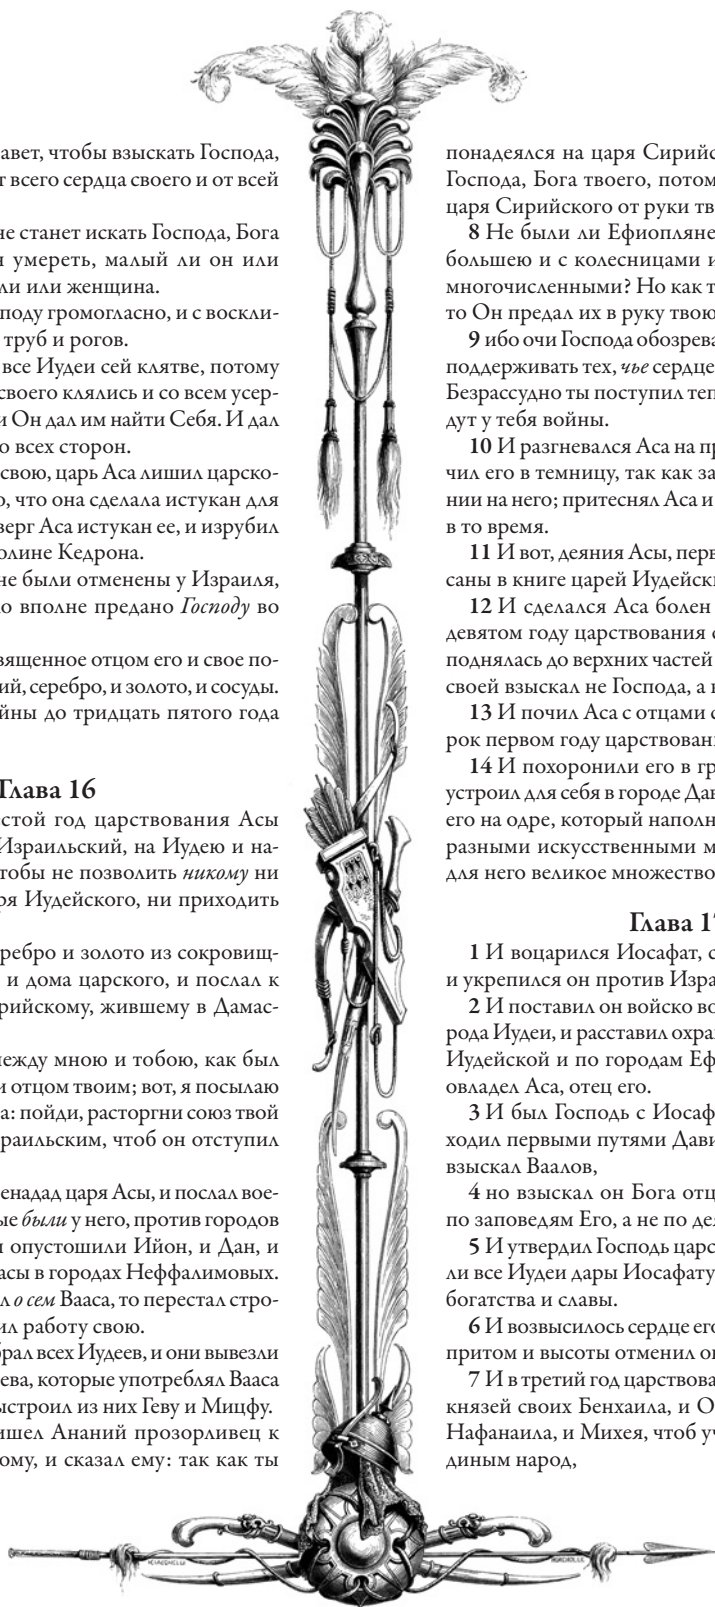 авет, чтобы взыскать Господа,
т всего сердца своего и от всей
не станет искать Господа, Бога
н умереть, малый ли он или
ли или женщина.
поду громогласно, и с воскли-
труб и рогов.
все Иудеи сей клятве, потому
своего клялись и со всем усер-
и Он дал им найти Себя. И дал
о всех сторон.
свою, царь Аса лишил царско-
о, что она сделала истукан для
верг Аса истукан ее, и изрубил
олине Кедрона.
не были отменены у Израиля,
о вполне предано Господу во
вященное отцом его и свое по-
ий, серебро, и золото, и сосуды.
йны до тридцать пятого года
Глава 16
естой год царствования Асы
Израильский, на Иудею и на-
чтобы не позволить никому ни
ря Иудейского, ни приходить
ребро и золото из сокровищ-
и дома царского, и послал к
рийскому, жившему в Дамас-
между мною и тобою, как был
и отцом твоим; вот, я посылаю
а: пойди, расторгни союз твой
раильским, чтоб он отступил
енадад царя Асы, и послал вое-
ые были у него, против городов
и опустошили Ийон, и Дан, и
асы в городах Неффалимовых.
л о сем Вааса, то перестал стро-
ил работу свою.
брал всех Иудеев, и они вывезли
ева, которые употреблял Вааса
ыстроил из них Геву и Мицфу.
ишел Ананий прозорливец к
ому, и сказал ему: так как ты
понадеялся на царя Сирийс
Господа, Бога твоего, потом
царя Сирийского от руки тв
8 Не были ли Ефиопляне
большею и с колесницами и
многочисленными? Но как т
то Он предал их в руку твою
9 ибо очи Господа обозрева
поддерживать тех, чье сердце
Безрассудно ты поступил теп
дут у тебя войны.
10 И разгневался Аса на пр
чил его в темницу, так как за
нии на него; притеснял Аса и
в то время.
11 И вот, деяния Асы, перв
саны в книге царей Иудейски
12 И сделался Аса болен
девятом году царствования с
поднялась до верхних частей
своей взыскал не Господа, а в
13 И почил Аса с отцами с
рок первом году царствовани
14 И похоронили его в гр
устроил для себя в городе Дав
его на одре, который наполн
разными искусственными м
для него великое множество
Глава 17
1 И воцарился Иосафат, с
и укрепился он против Изра
2 И поставил он войско во
рода Иудеи, и расставил охра
Иудейской и по городам Еф
овладел Аса, отец его.
3 И был Господь с Иосаф
ходил первыми путями Дави
взыскал Ваалов,
4 но взыскал он Бога отц
по заповедям Его, а не по де
5 И утвердил Господь царс
ли все Иудеи дары Иосафату
богатства и славы.
6 И возвысилось сердце его
притом и высоты отменил о
7 И в третий год царствова
князей своих Бенхаила, и О
Нафанаила, и Михея, чтоб у
диным народ,